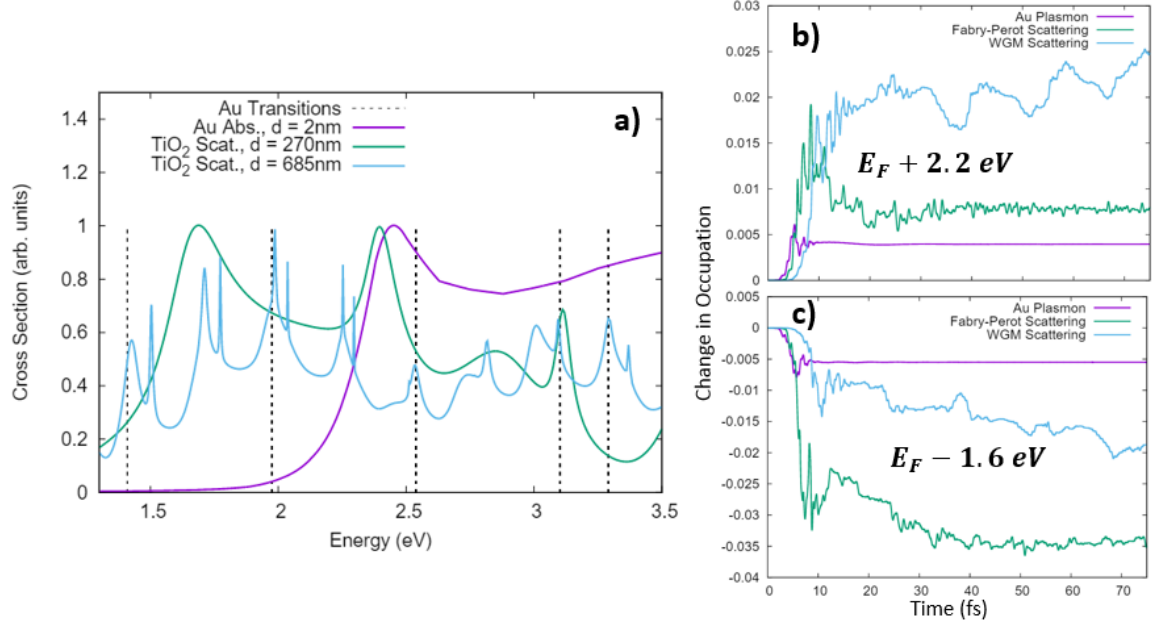 a)
Au Transitions
Au Abs., d = 2nm
TiO2 Scat., d = 270nm
TiO2 Scat., d = 685nm
Cross Section (arb. units)
1.4
1.2
1
0.8
0.6
0.4
0.2
0
1.5
2
2.5
3
3.5
Energy (eV)
b)
Au Plasmon
Fabry-Perot Scattering
WGM Scattering
0.03
0.025
0.02
0.015
0.01
0.005
0
E_F + 2.2 eV
Change in Occupation
c)
Au Plasmon
Fabry-Perot Scattering
WGM Scattering
0.005
0
-0.005
-0.01
-0.015
-0.02
-0.025
-0.03
-0.035
-0.04
E_F − 1.6 eV
0
10
20
30
40
50
60
70
Time (fs)